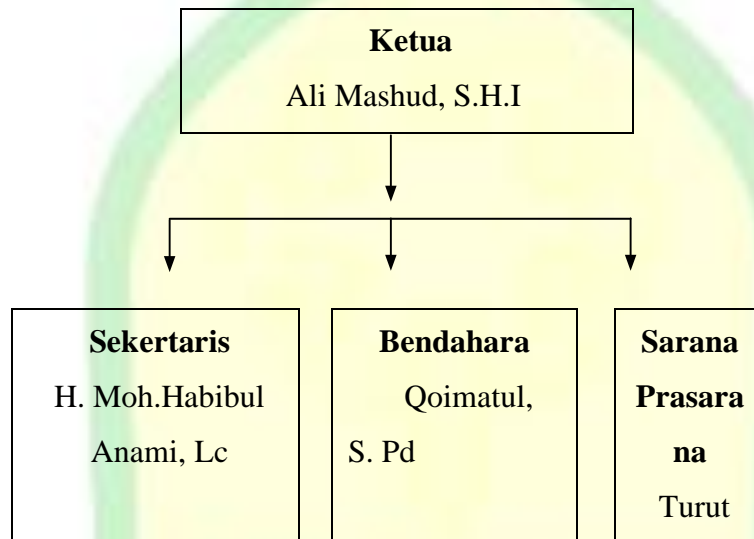 Ketua
Ali Mashud, S.H.I
Sekertaris
H. Moh.Habibul
Anami, Lc
Bendahara
Qoimatul,
S. Pd
Sarana
Prasara
na
Turut